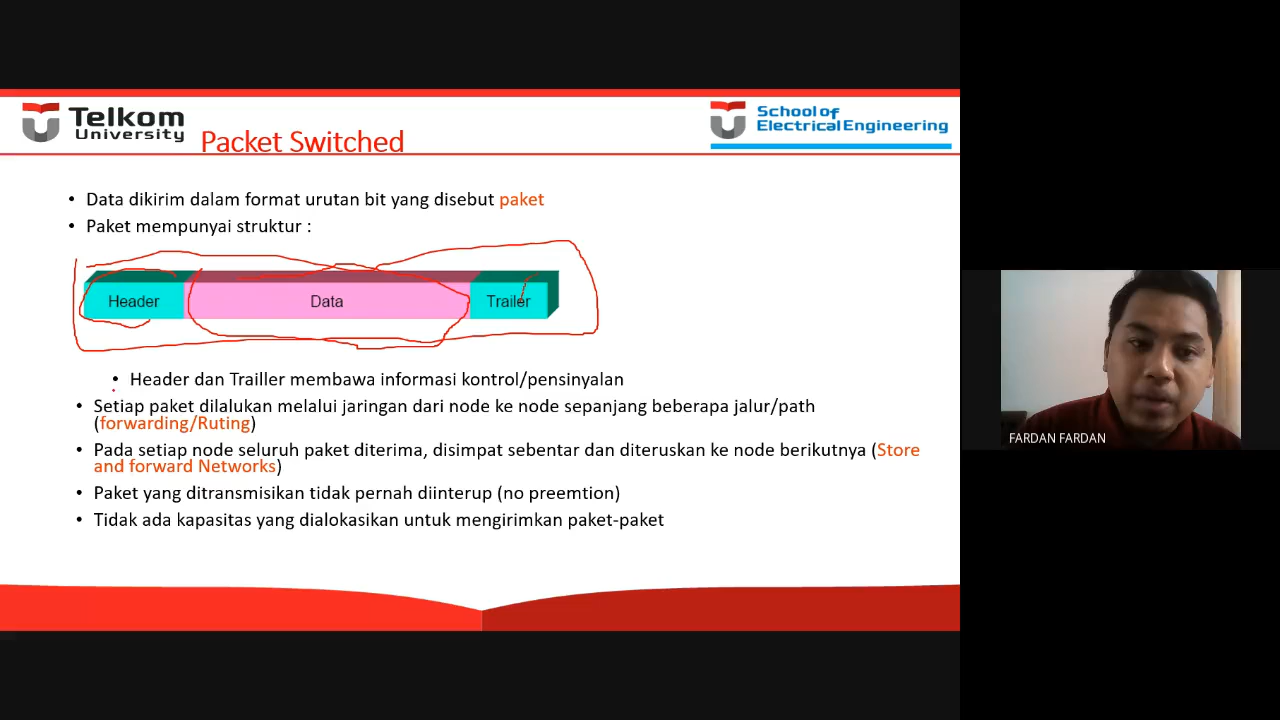 Telkom
University
Packet Switched
School of
Electrical Engineering
• Data dikirim dalam format urutan bit yang disebut paket
• Paket mempunyai struktur :
Header Data Trailer
• Header dan Trailler membawa informasi kontrol/pensinyalan
• Setiap paket dilalukan melalui jaringan dari node ke node sepanjang beberapa jalur/path
(forwarding/Ruting)
• Pada setiap node seluruh paket diterima, disimpat sebentar dan diteruskan ke node berikutnya (Store
and forward Networks)
• Paket yang ditransmisikan tidak pernah diinterup (no preemtion)
• Tidak ada kapasitas yang dialokasikan untuk mengirimkan paket-paket
FARDAN FARDAN